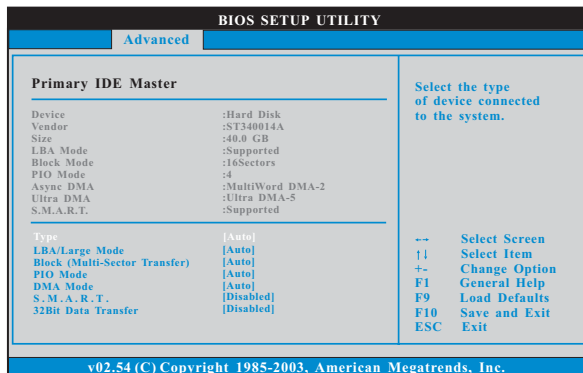 BIOS SETUP UTILITY
Advanced
Primary IDE Master
Device :Hard Disk
Vendor :ST340014A
Size :40.0 GB
LBA Mode :Supported
Block Mode :16Sectors
PIO Mode :4
Async DMA :MultiWord DMA-2
Ultra DMA :Ultra DMA-5
S.M.A.R.T. :Supported
Type [Auto]
LBA/Large Mode [Auto]
Block (Multi-Sector Transfer) [Auto]
PIO Mode [Auto]
DMA Mode [Auto]
S.M.A.R.T. [Disabled]
32Bit Data Transfer [Disabled]
Select the type
of device connected
to the system.
←→ Select Screen
↑↓ Select Item
+- Change Option
F1 General Help
F9 Load Defaults
F10 Save and Exit
ESC Exit
v02.54 (C) Copyright 1985-2003, American Megatrends, Inc.